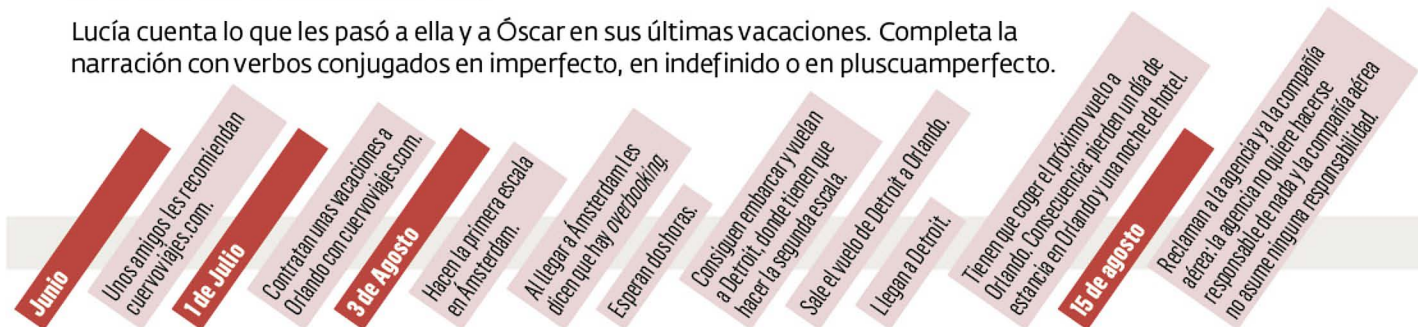 Lucía cuenta lo que les pasó a ella y a Óscar en sus últimas vacaciones. Completa la
narración con verbos conjugados en imperfecto, en indefinido o en pluscuamperfecto.
Junio
Unos amigos les recomiendan
cuervoviajes.com.
1 de Julio
Contratan unas vacaciones a
Orlando con cuervoviajes.com.
3 de Agosto
Hacen la primera escala
en Ámsterdam.
Al llegar a Ámsterdam les
dicen que hay overbooking.
Esperan dos horas.
Consiguen embarcar y vuelan
a Detroit, donde tienen que
hacer la segunda escala.
Sale el vuelo de Detroit a Orlando.
Llegan a Detroit.
Tienen que coger el próximo vuelo a
Orlando. Consecuencia: pierden un día de
estancia en Orlando y una noche de hotel.
15 de agosto
Reclaman a la agencia y a la compañía
aérea: la agencia no quiere hacerse
responsable de nada y la compañía aérea
no asume ninguna responsabilidad.